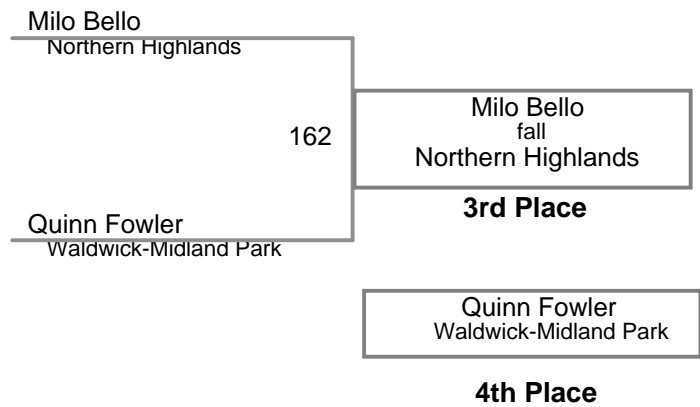 Milo Bello
Northern Highlands
162
Milo Bello
fall
Northern Highlands
3rd Place
Quinn Fowler
Waldwick-Midland Park
Quinn Fowler
Waldwick-Midland Park
4th Place